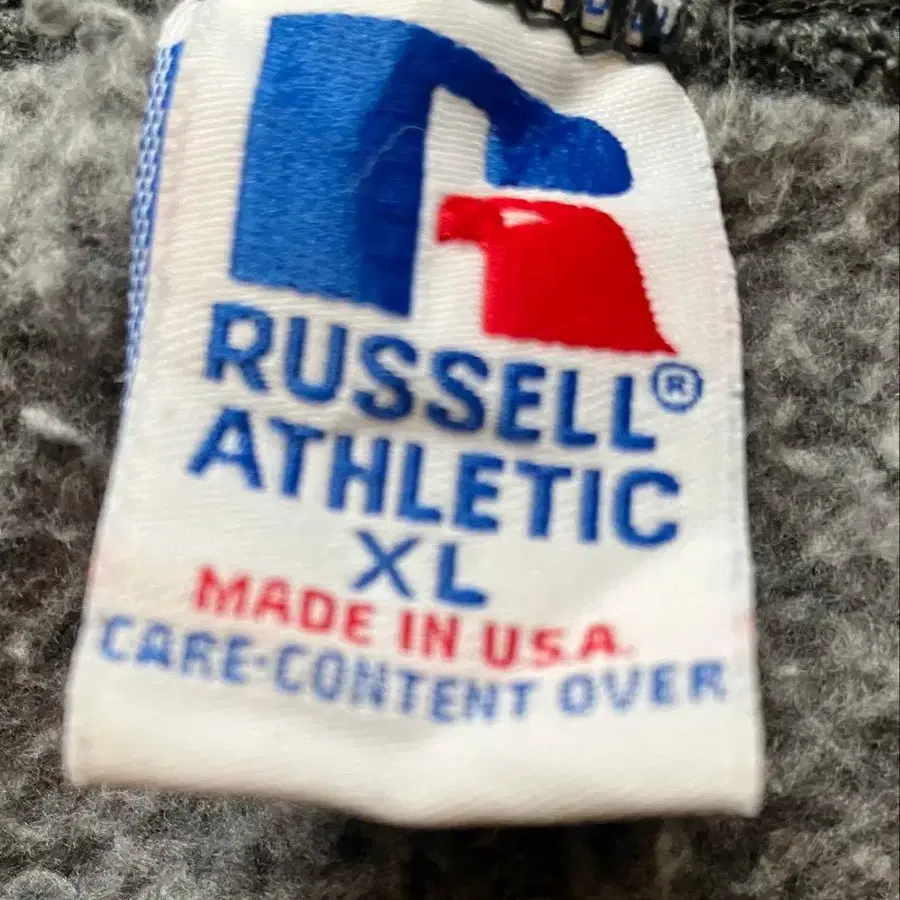 RUSSELL®
ATHLETIC
XL
MADE IN U.S.A.
CARE-CONTENT OVER